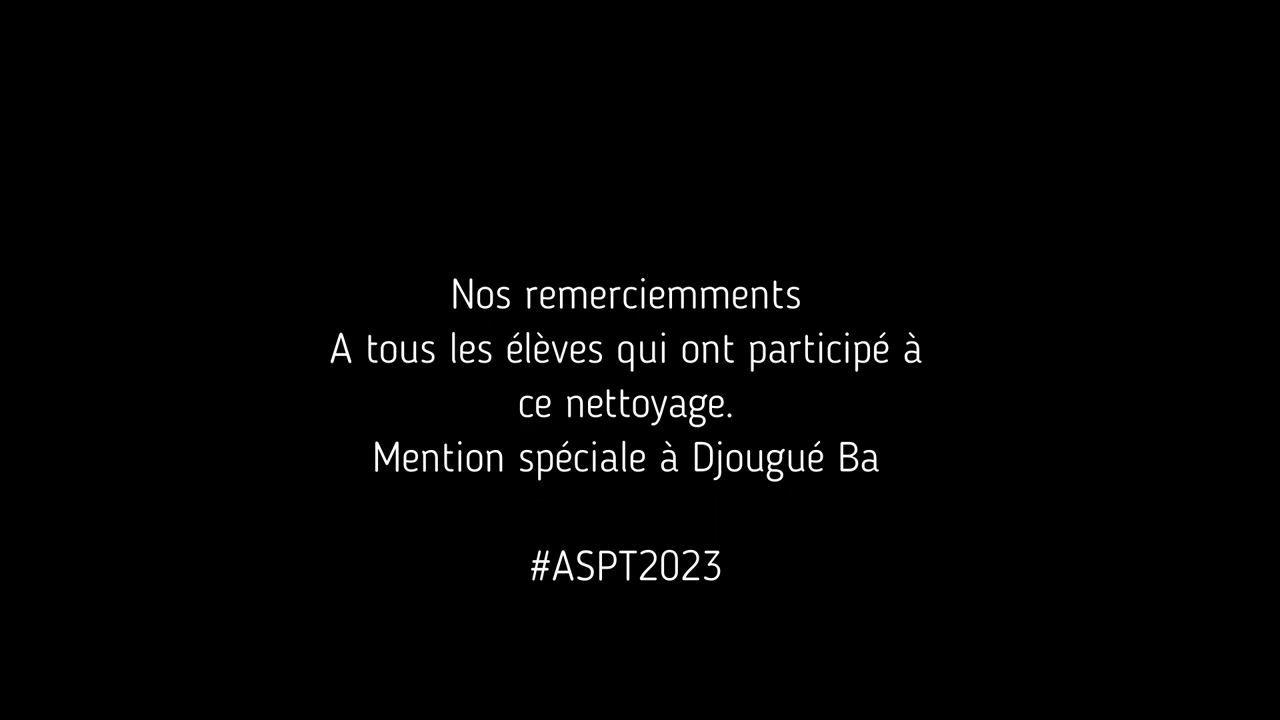 Nos remerciemments
A tous les élèves qui ont participé à
ce nettoyage.
Mention spéciale à Djougué Ba
#ASPT2023